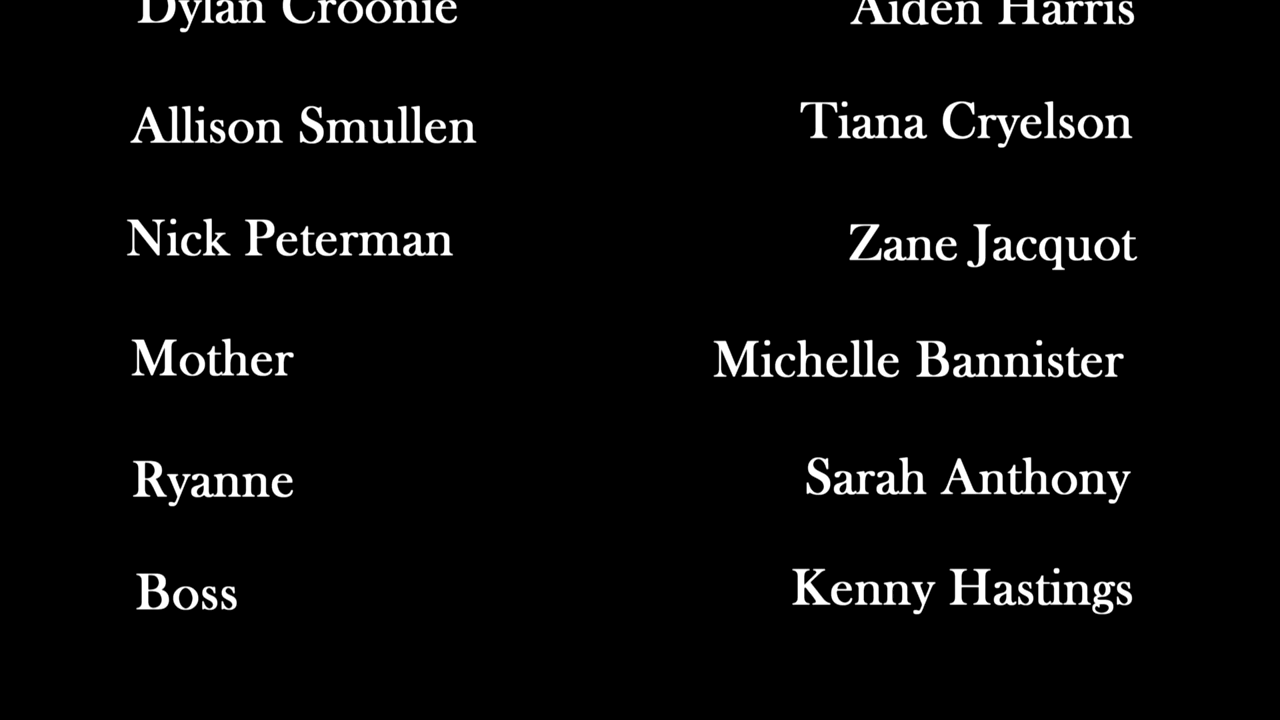 Dylan Croonie Aiden Harris
Allison Smullen Tiana Cryelson
Nick Peterman Zane Jacquot
Mother Michelle Bannister
Ryanne Sarah Anthony
Boss Kenny Hastings